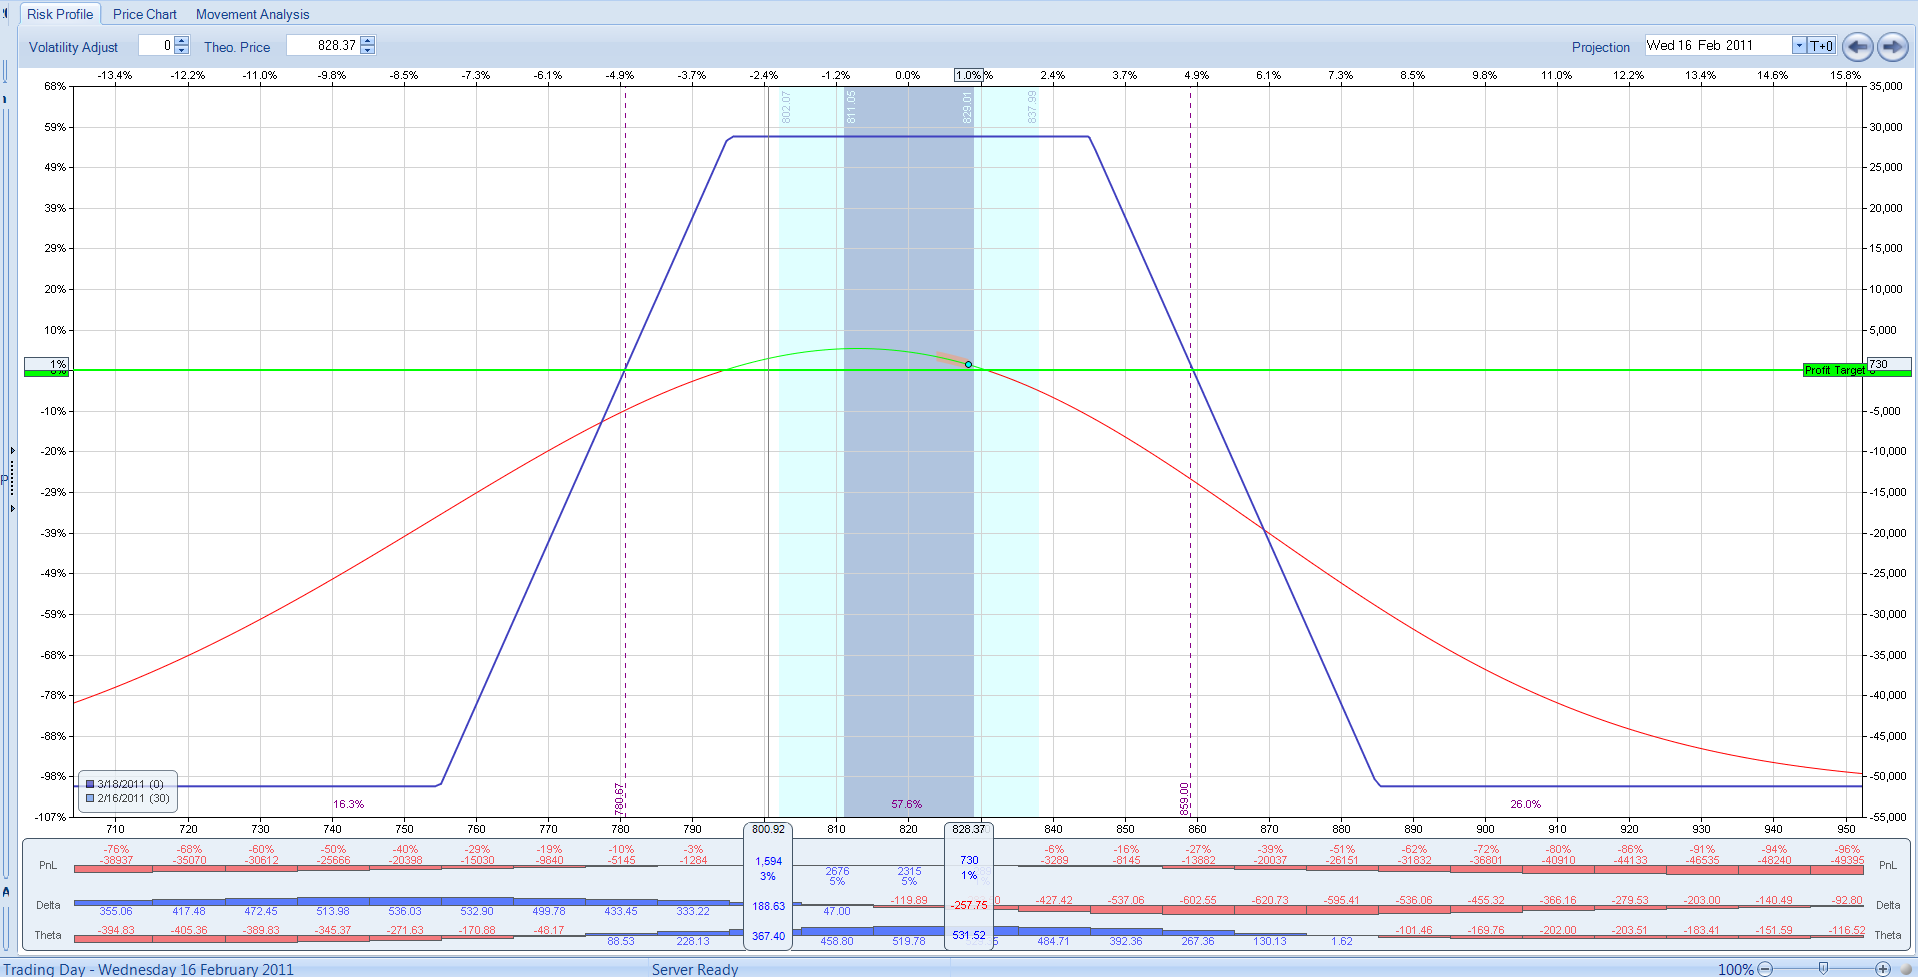 Risk Profile Price Chart Movement Analysis
Volatility Adjust 0 Theo. Price 828.37 Projection Wed 16 Feb 2011 T+0
-13.4% -12.2% -11.0% -9.8% -8.5% -7.3% -6.1% -4.9% -3.7% -2.4% -1.2% 0.0% 1.0% % 2.4% 3.7% 4.9% 6.1% 7.3% 8.5% 9.8% 11.0% 12.2% 13.4% 14.6% 15.8%
68% 35,000
802.07 811.05 829.01 837.99
59% 30,000
49% 25,000
39% 20,000
29% 15,000
20% 10,000
10% 5,000
1% 730
Profit Target
-10% -5,000
-20% -10,000
-29% -15,000
-39% -20,000
-49% -25,000
-59% -30,000
-68% -35,000
-78% -40,000
-88% -45,000
-98% -50,000
3/18/2011 (0)
2/16/2011 (30)
780.67 859.00
16.3% 57.6% 26.0%
-107% -55,000
710 720 730 740 750 760 770 780 790 800.92 810 820 828.37 840 850 860 870 880 890 900 910 920 930 940 950
-76% -68% -60% -50% -40% -29% -19% -10% -3% -6% -16% -27% -39% -51% -62% -72% -80% -86% -91% -94% -96%
PnL -38937 -35070 -30612 -25666 -20398 -15030 -9840 -5145 -1284 1,594 2676 2315 730 -3289 -8145 -13882 -20037 -26151 -31832 -36801 -40910 -44133 -46535 -48240 -49395 PnL
3% 5% 5% 1%
Delta 355.06 417.48 472.45 513.98 536.03 532.90 499.78 433.45 333.22 188.63 47.00 -119.89 -257.75 -427.42 -537.06 -602.55 -620.73 -595.41 -536.06 -455.32 -366.16 -279.53 -203.00 -140.49 -92.80 Delta
Theta -394.83 -405.36 -389.83 -345.37 -271.63 -170.88 -48.17 88.53 228.13 367.40 458.80 519.78 531.52 484.71 392.36 267.36 130.13 1.62 -101.46 -169.76 -202.00 -203.51 -183.41 -151.59 -116.52 Theta
Trading Day - Wednesday 16 February 2011 Server Ready 100%